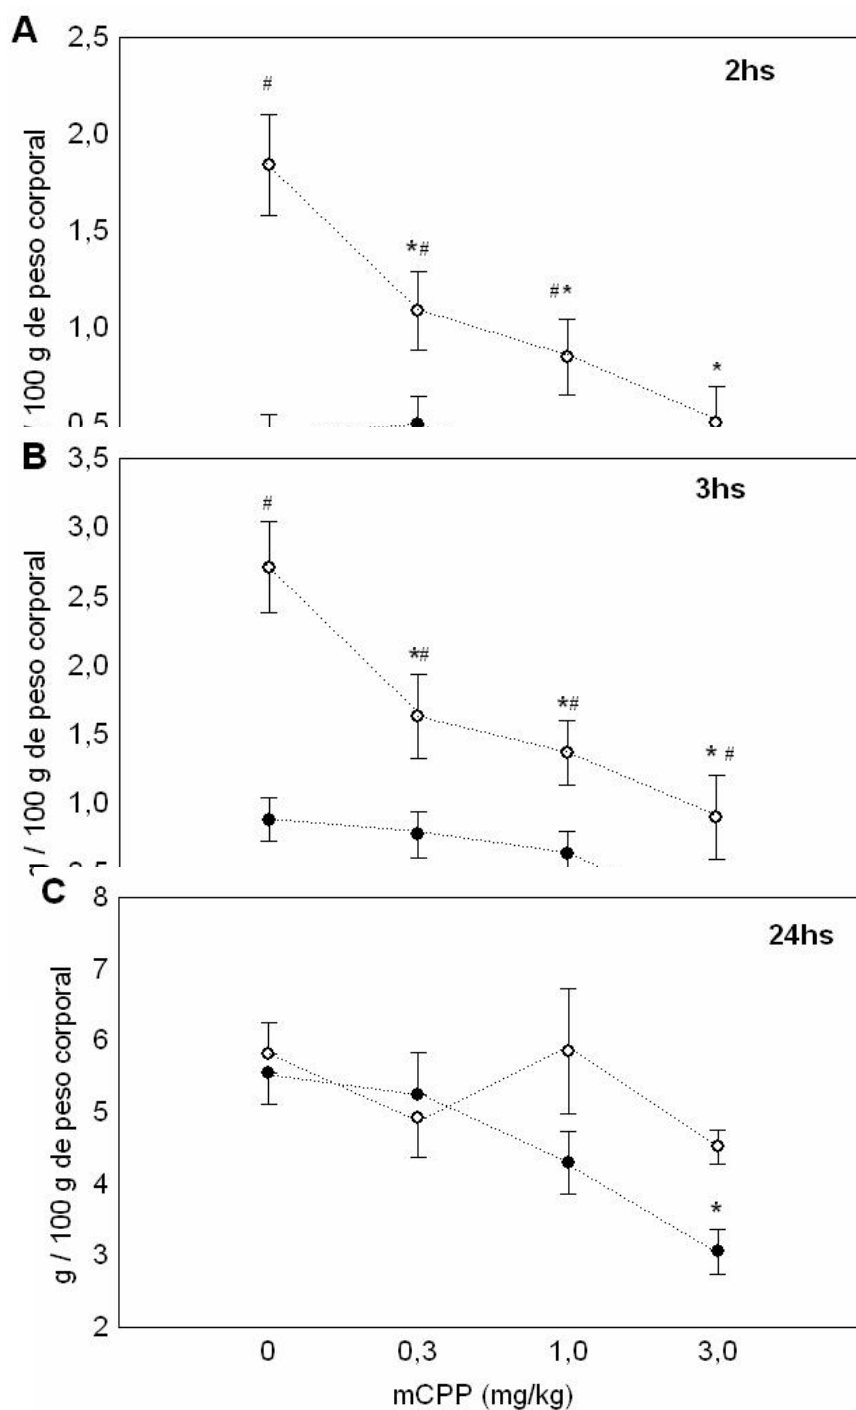 A
2,5
2hs
#
2,0
1,5
*#
#*
1,0
*
/ 100 g de peso corporal
B
3,5
3hs
#
3,0
2,5
*#
2,0
*#
1,5
* #
1,0
g / 100 g de peso corporal
C
8
24hs
7
6
5
4
*
3
2
g / 100 g de peso corporal
0 0,3 1,0 3,0
mCPP (mg/kg)